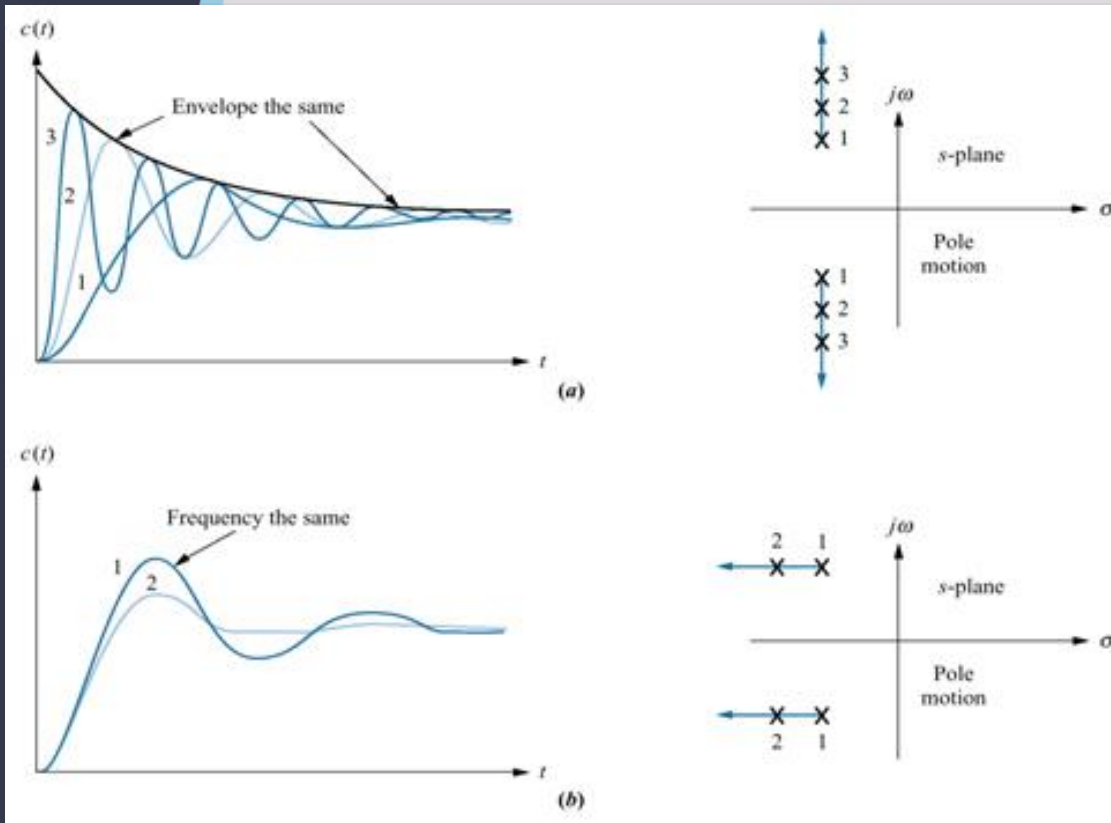 c(t)
Envelope the same
3
2
1
t
3
2
1
jω
s-plane
σ
Pole
motion
1
2
3
(a)
c(t)
Frequency the same
1
2
t
jω
2 1
s-plane
σ
Pole
motion
2 1
(b)